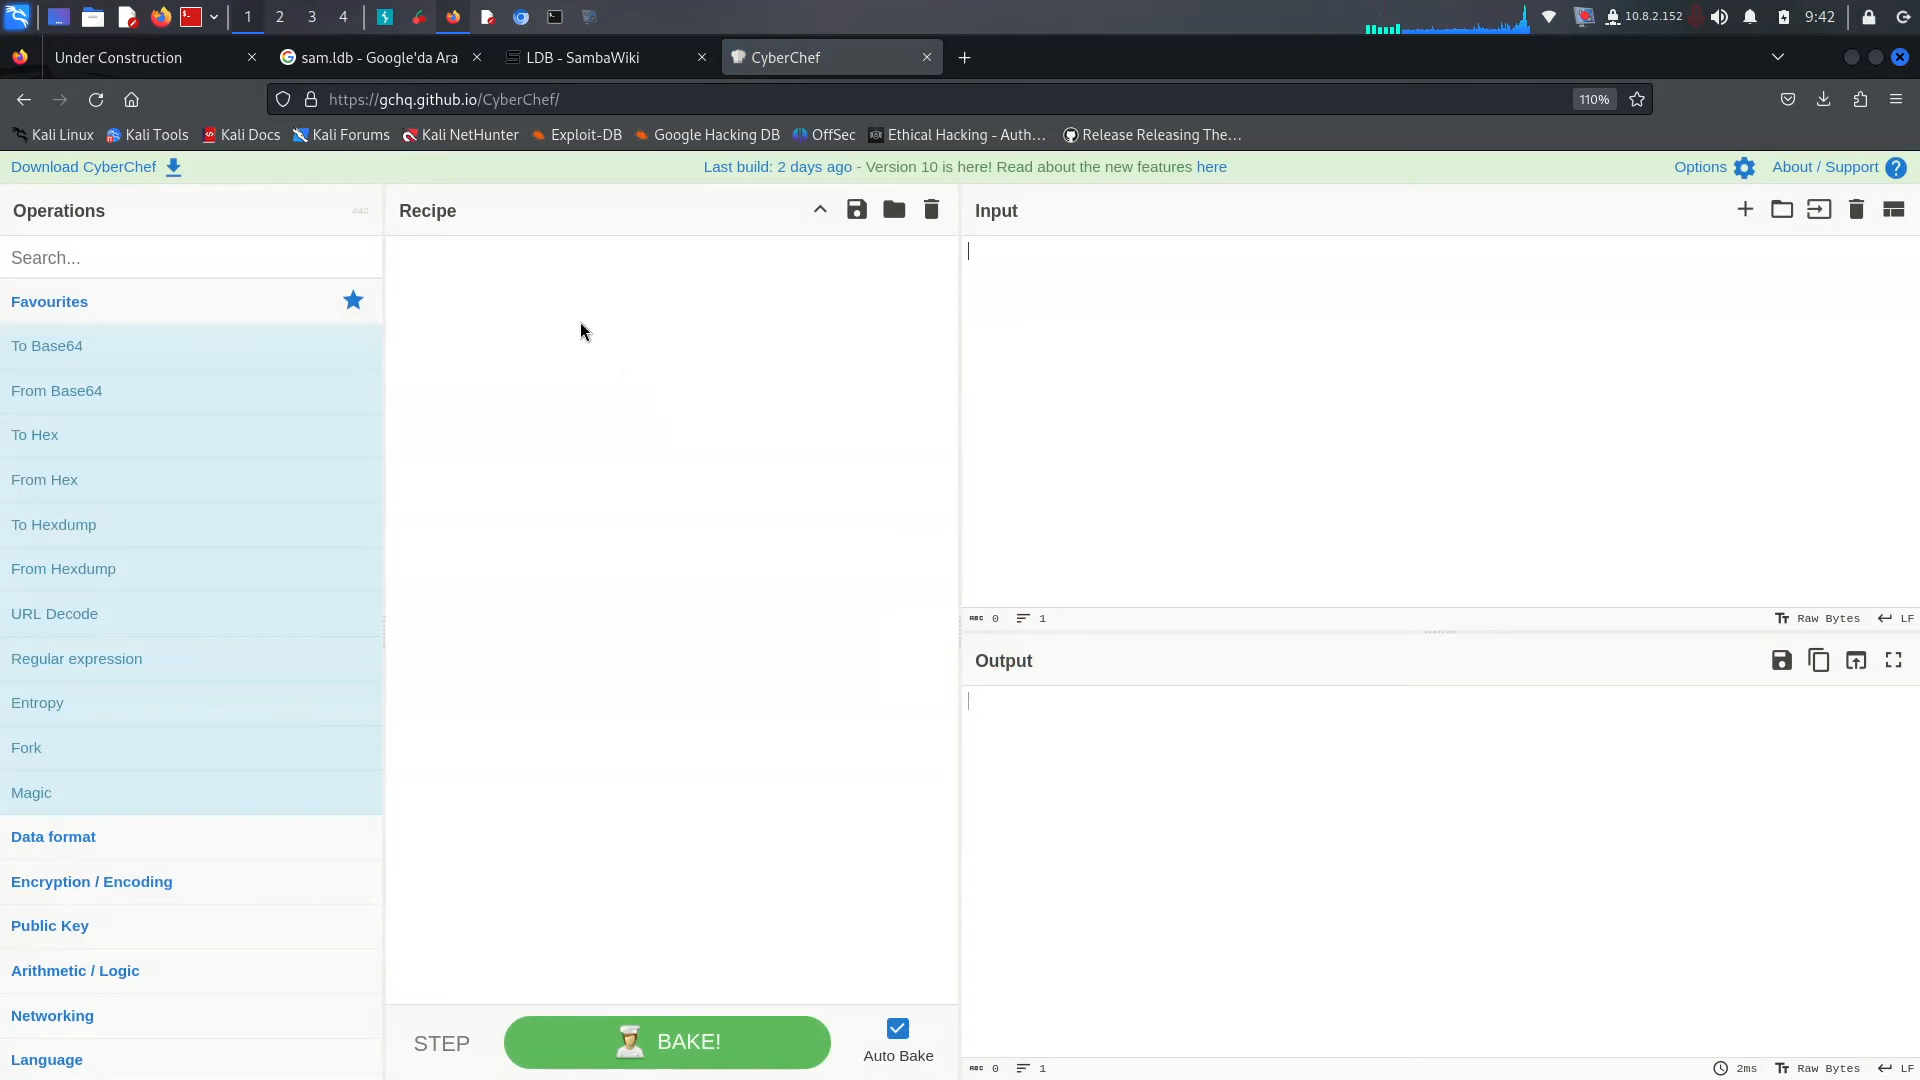 1 2 3 4 10.8.2.152 9:42
Under Construction sam.ldb - Google'da Ara LDB - SambaWiki CyberChef
https://gchq.github.io/CyberChef/ 110%
Kali Linux Kali Tools Kali Docs Kali Forums Kali NetHunter Exploit-DB Google Hacking DB OffSec Ethical Hacking - Auth... Release Releasing The...
Download CyberChef Last build: 2 days ago - Version 10 is here! Read about the new features here Options About / Support ?
Operations 440 Recipe Input
Search...
Favourites
To Base64
From Base64
To Hex
From Hex
To Hexdump
From Hexdump
URL Decode
Regular expression
Entropy
Fork
Magic
Data format
Encryption / Encoding
Public Key
Arithmetic / Logic
Networking
Language
STEP BAKE! Auto Bake
ABC 0 1 Tr Raw Bytes LF
Output
ABC 0 1 2ms Tr Raw Bytes LF